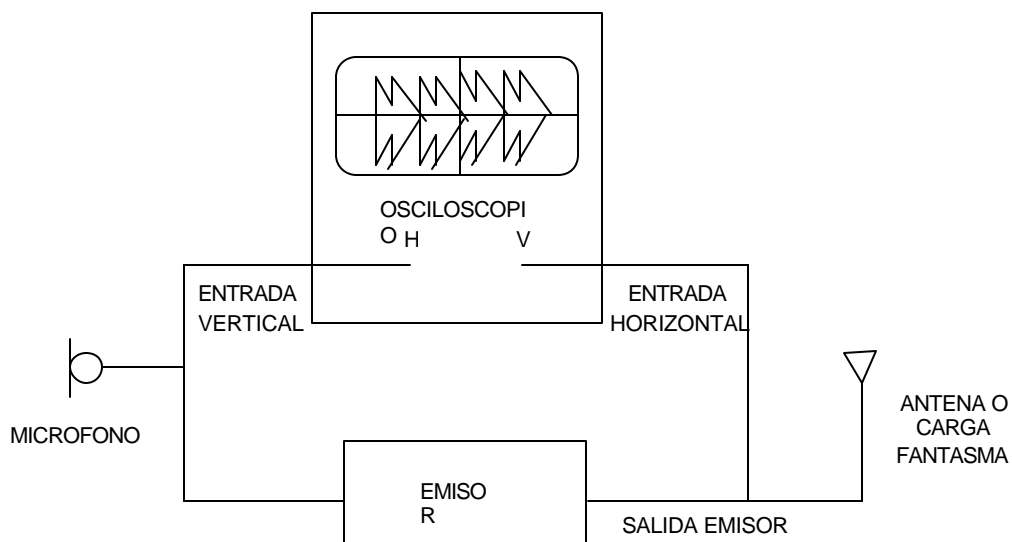 OSCILOSCOPI
O H V
ENTRADA
VERTICAL
ENTRADA
HORIZONTAL
MICROFONO
ANTENA O
CARGA
FANTASMA
EMISO
R
SALIDA EMISOR